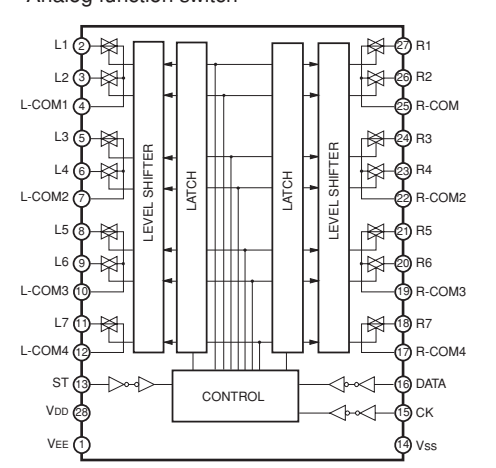 Analog function switch
L1 2
27 R1
L2 3
26 R2
L-COM1 4
25 R-COM
L3 5
24 R3
L4 6
23 R4
L-COM2 7
22 R-COM2
L5 8
21 R5
L6 9
20 R6
L-COM3 10
19 R-COM3
L7 11
18 R7
L-COM4 12
17 R-COM4
LEVEL SHIFTER
LATCH
LATCH
LEVEL SHIFTER
ST 13
CONTROL
16 DATA
VDD 28
15 CK
VEE 1
14 Vss